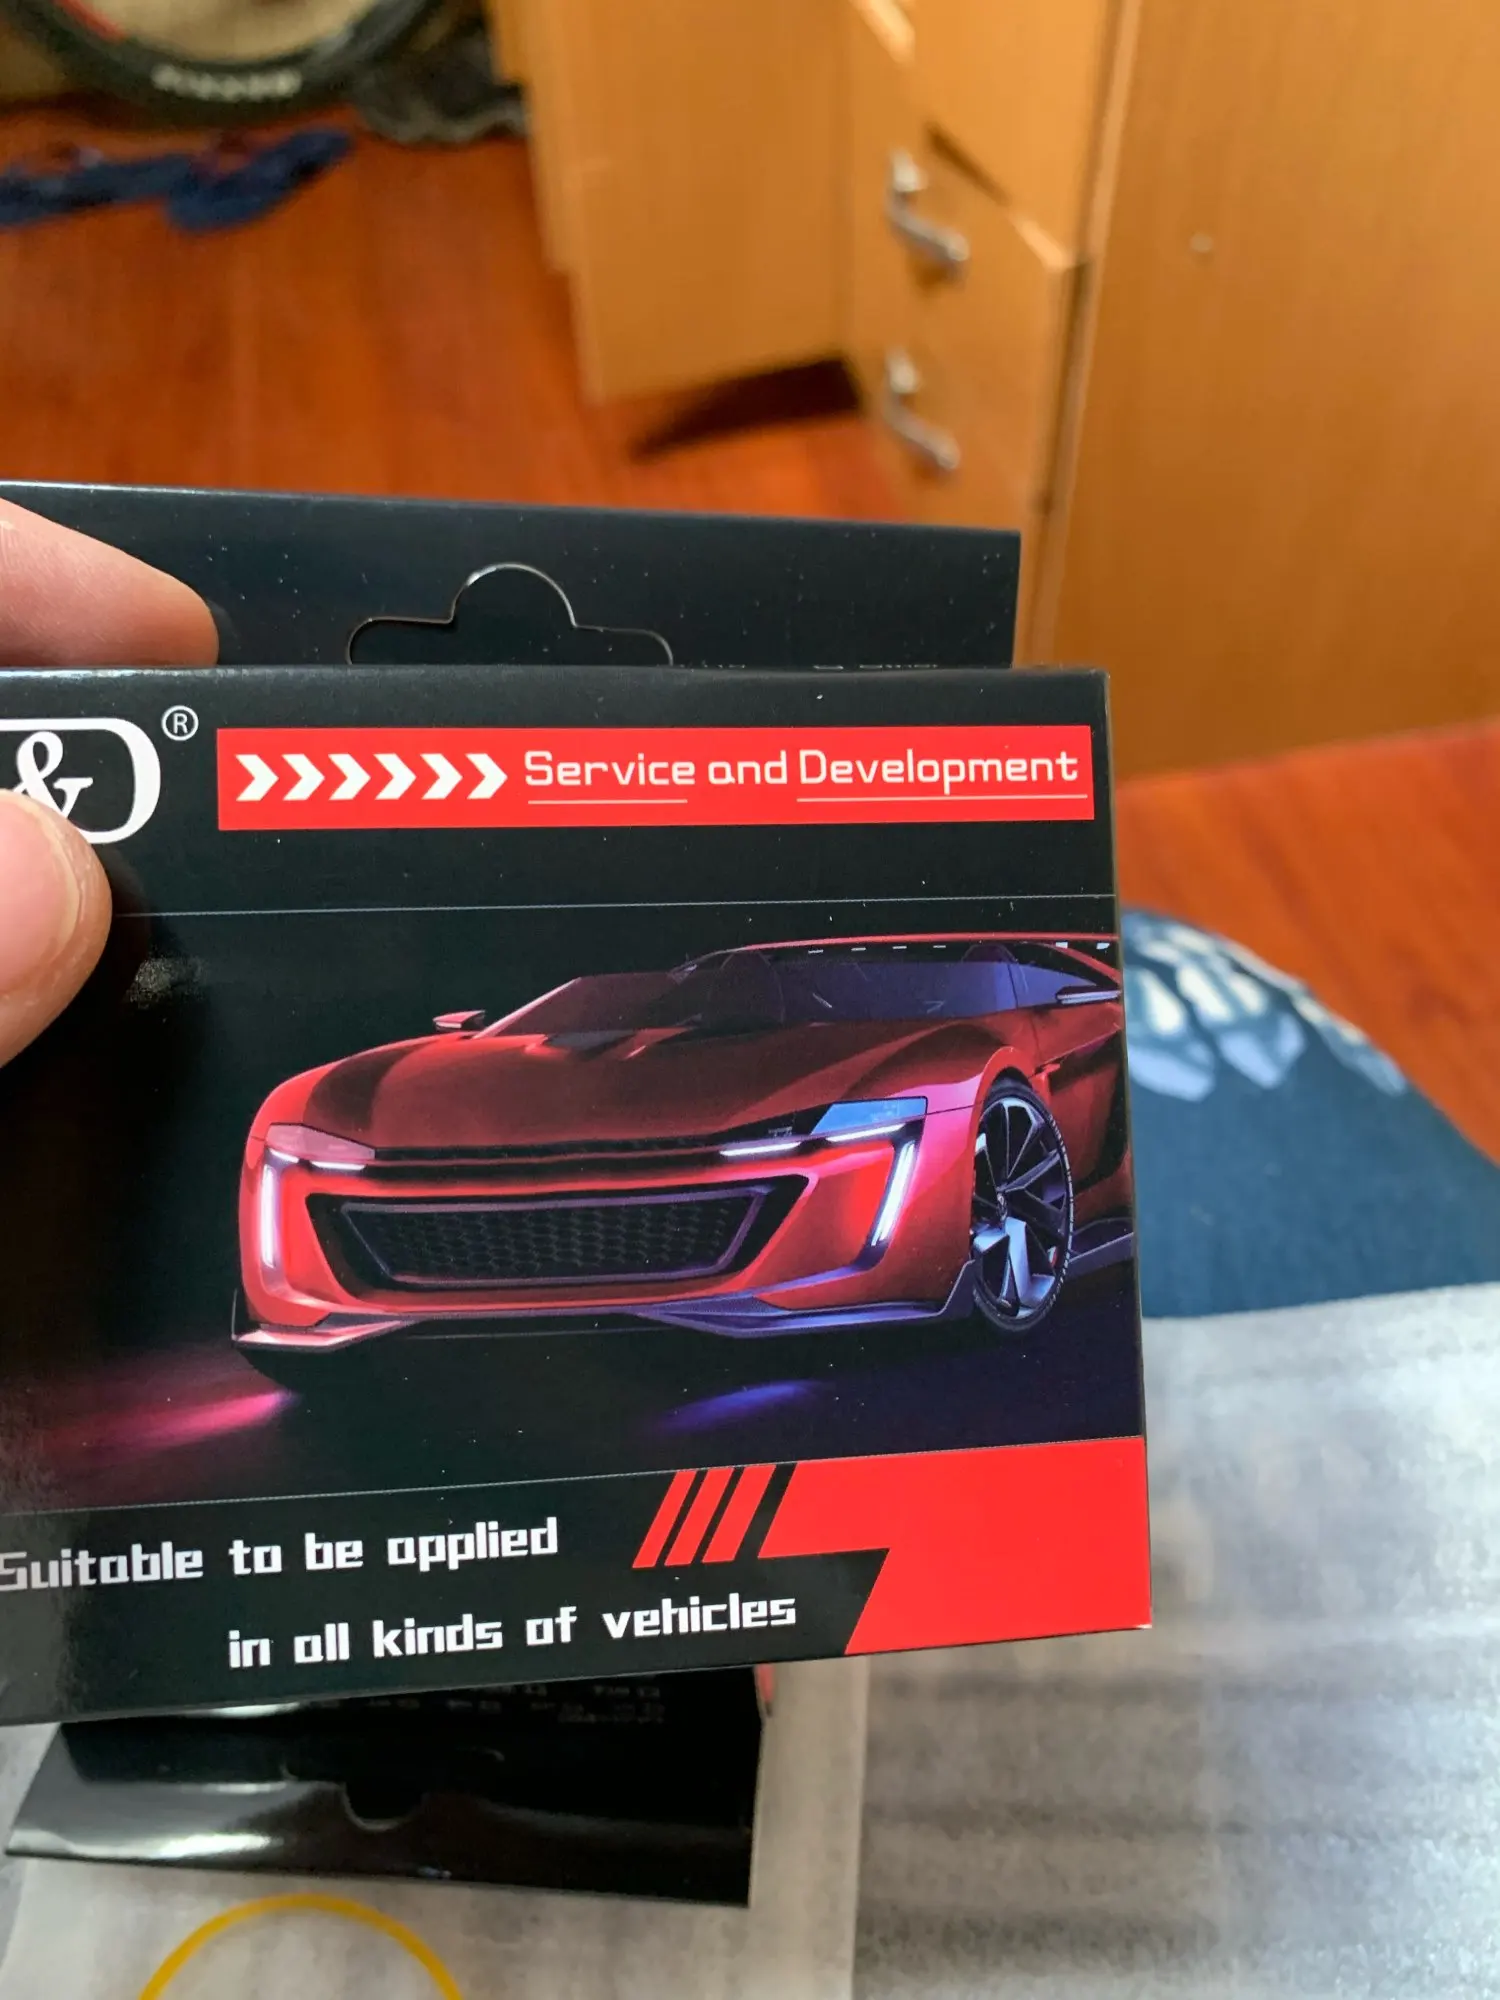 & ®
Service and Development
Suitable to be applied
in all kinds of vehicles